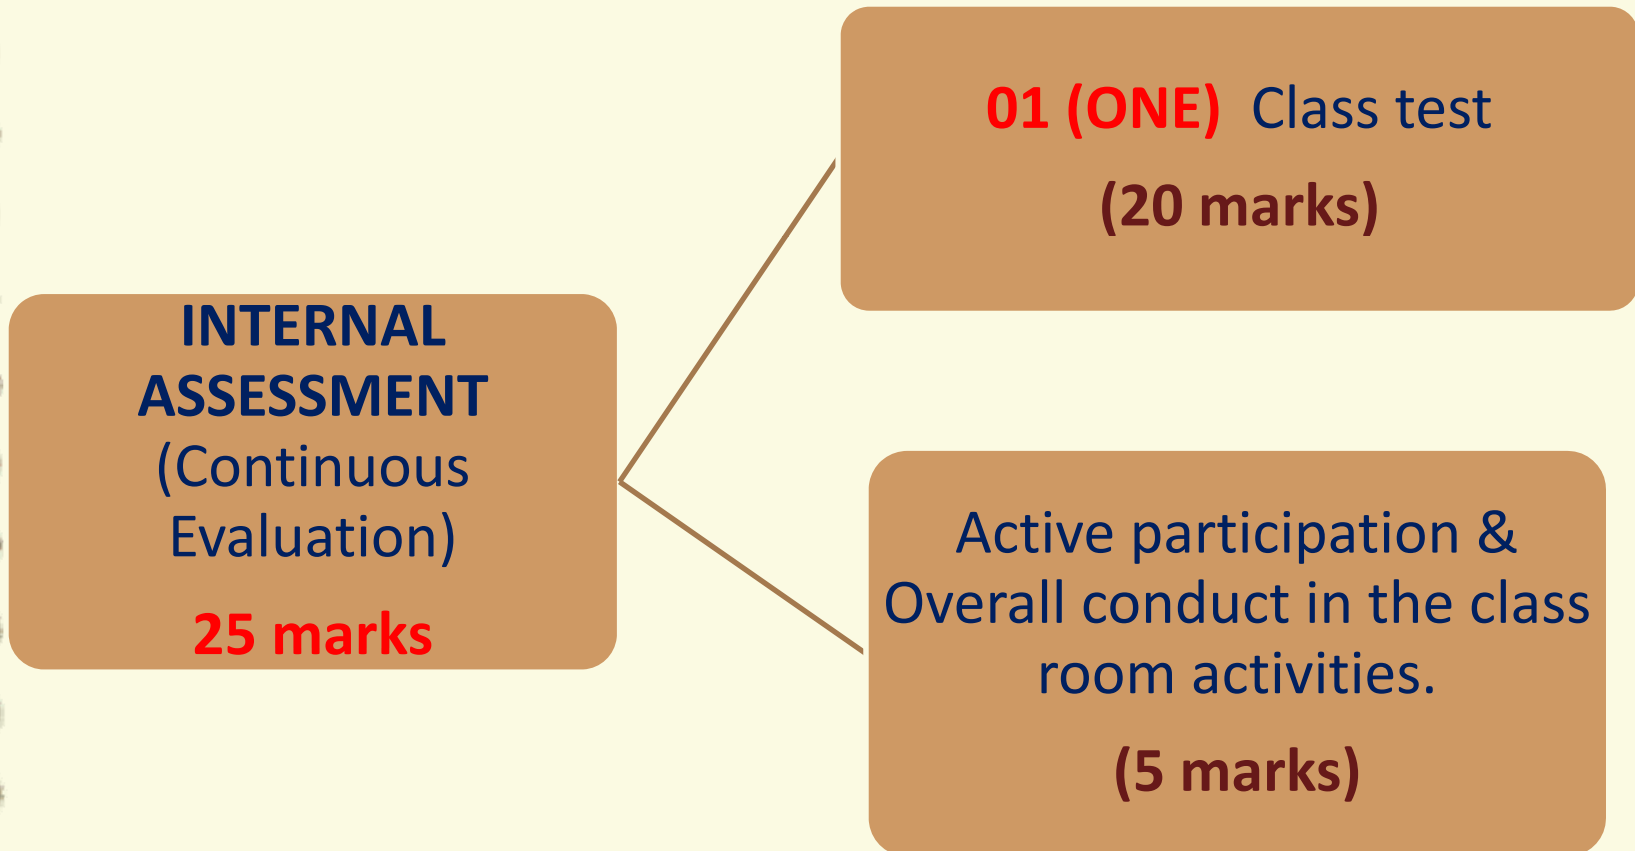 INTERNAL
ASSESSMENT
(Continuous
Evaluation)
25 marks
01 (ONE) Class test
(20 marks)
Active participation &
Overall conduct in the class
room activities.
(5 marks)